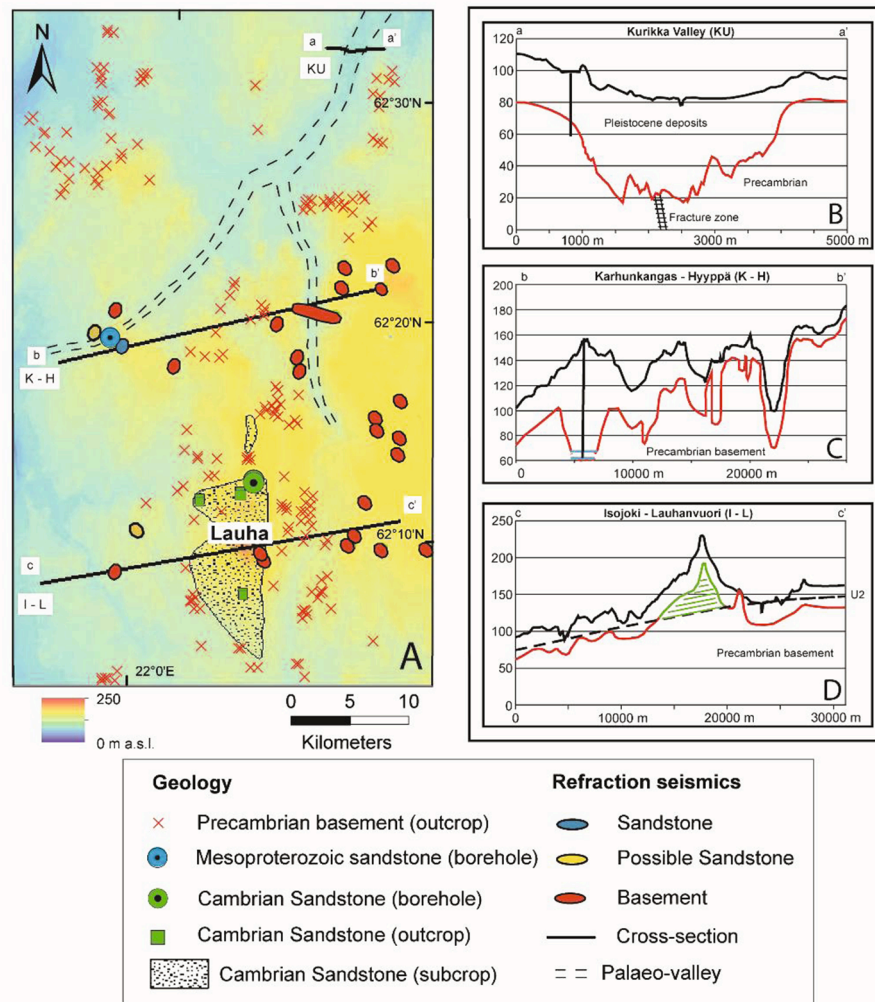 N
a
a'
KU
62°30'N
b'
62°20'N
b
K - H
c'
Lauha
62°10'N
c
I - L
A
22°0'E
250
0 m a.s.l.
0 5 10
Kilometers
Kurikka Valley (KU)
a
a'
120
100
80
60
40
20
0
Pleistocene deposits
Precambrian
Fracture zone
B
0 1000 m 3000 m 5000 m
Karhunkangas - Hyyppä (K - H)
b
b'
200
180
160
140
120
100
80
60
Precambrian basement
C
0 10000 m 20000 m
Isojoki - Lauhanvuori (I - L)
c
c'
250
200
150
100
50
0
U2
Precambrian basement
D
0 10000 m 20000 m 30000 m
Geology
Precambrian basement (outcrop)
Mesoproterozoic sandstone (borehole)
Cambrian Sandstone (borehole)
Cambrian Sandstone (outcrop)
Cambrian Sandstone (subcrop)
Refraction seismics
Sandstone
Possible Sandstone
Basement
Cross-section
Palaeo-valley